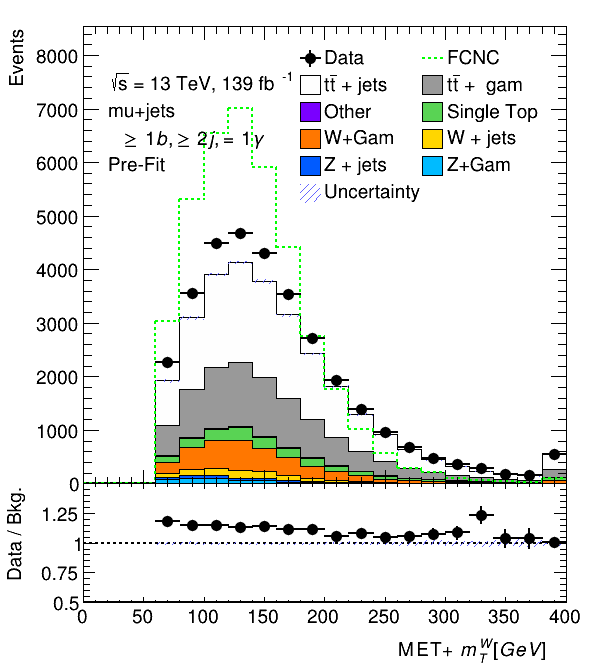 Events
8000
7000
6000
5000
4000
3000
2000
1000
0
√s = 13 TeV, 139 fb⁻¹
mu+jets
≥ 1b, ≥ 2j, = 1γ
Pre-Fit
Data
FCNC
tt̄ + jets
tt̄ + gam
Other
Single Top
W+Gam
W + jets
Z + jets
Z+Gam
Uncertainty
Data / Bkg.
1.25
1
0.75
0.5
0 50 100 150 200 250 300 350 400
MET+ m_T^W[GeV]